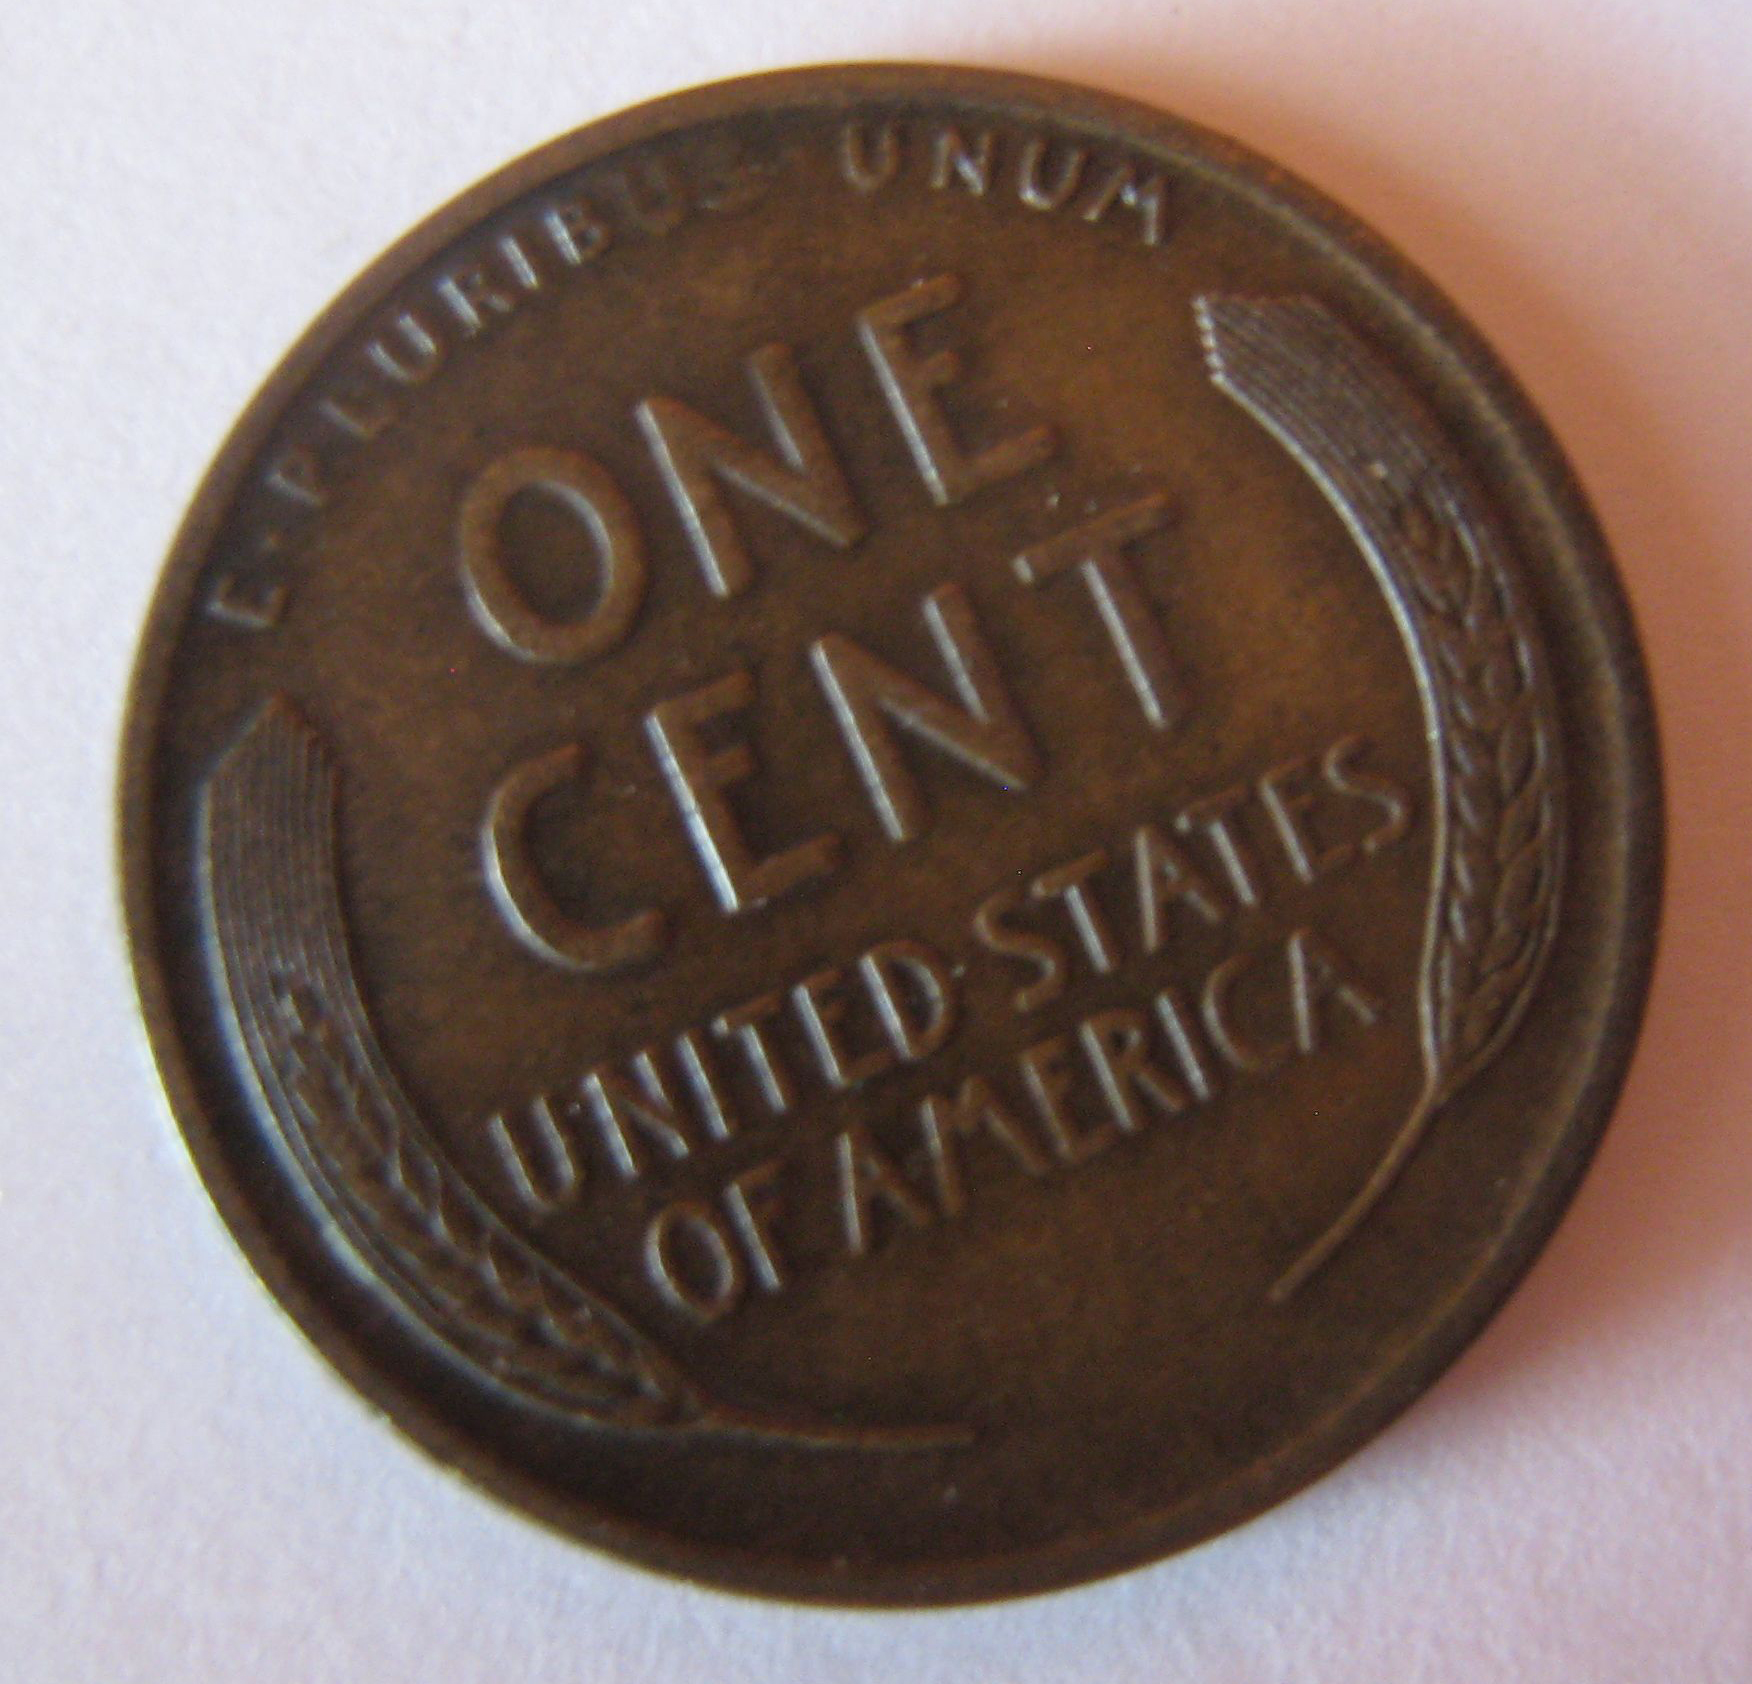 E·PLURIBUS UNUM
ONE
CENT
UNITED·STATES
OF AMERICA